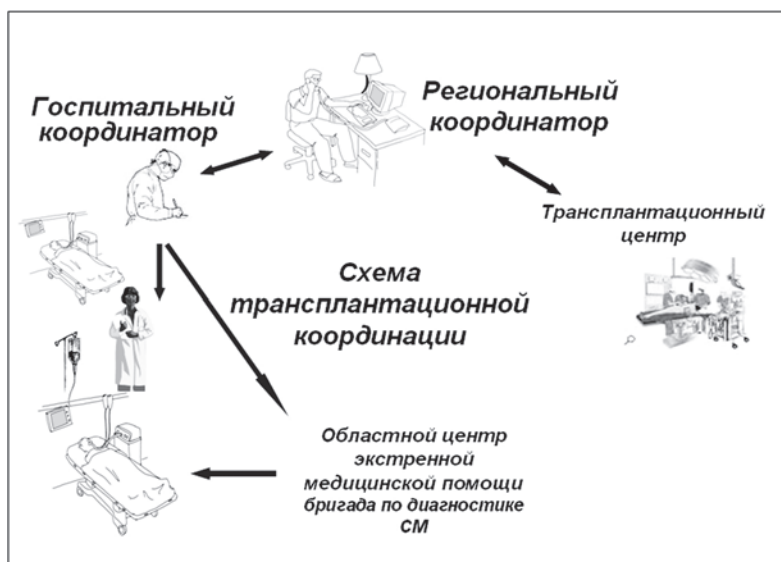 Госпитальный
координатор
Региональный
координатор
Трансплантационный
центр
Схема
трансплантационной
координации
Областной центр
экстренной
медицинской помощи
бригада по диагностике
СМ